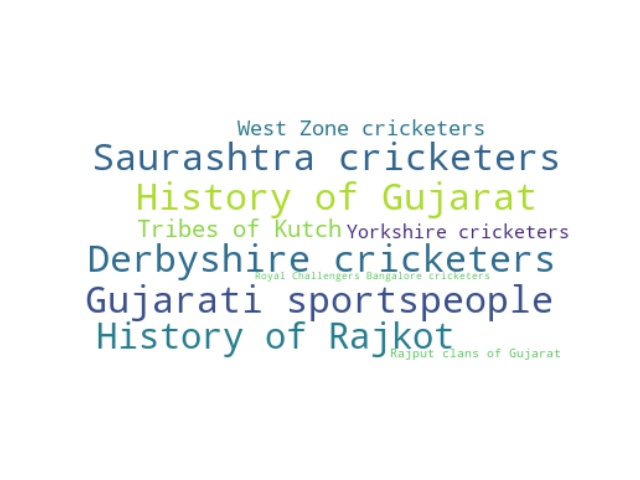 West Zone cricketers
Saurashtra cricketers
History of Gujarat
Tribes of Kutch
Yorkshire cricketers
Derbyshire cricketers
Royal Challengers Bangalore cricketers
Gujarati sportspeople
History of Rajkot
Rajput clans of Gujarat